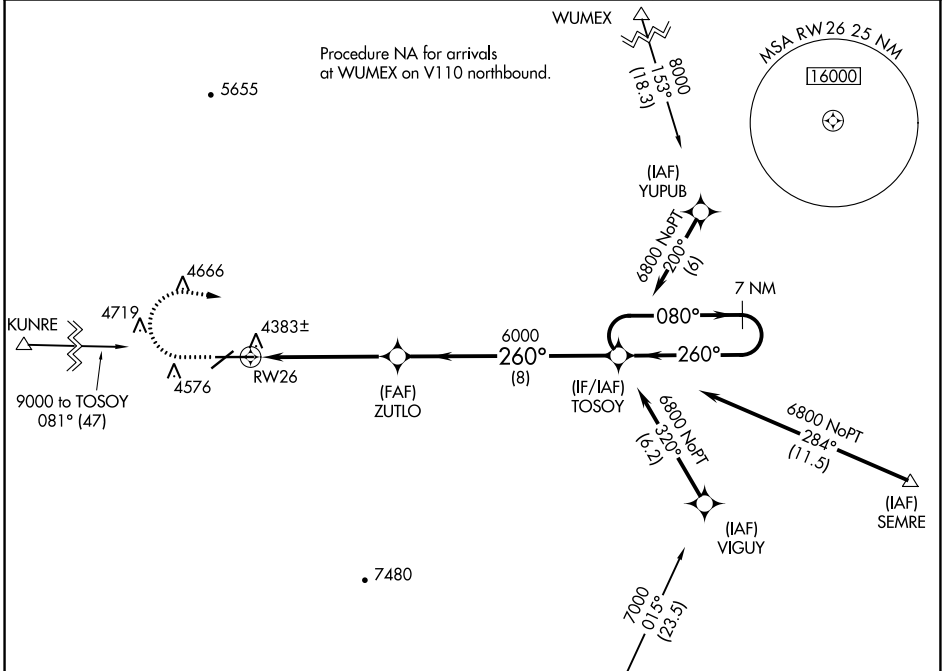 WUMEX
Procedure NA for arrivals
at WUMEX on V110 northbound.
MSA RW26 25 NM
16000
5655
8000
153°
(18.3)
(IAF)
YUPUB
6800 NoPT
200°
(6)
7 NM
4666
4719
KUNRE
4383±
080°
6000
260°
(8)
260°
RW26
4576
(FAF)
ZUTLO
(IF/IAF)
TOSOY
9000 to TOSOY
081° (47)
6800 NoPT
320°
(6.2)
6800 NoPT
284°
(11.5)
(IAF)
SEMRE
(IAF)
VIGUY
7480
7000
015°
(23.5)